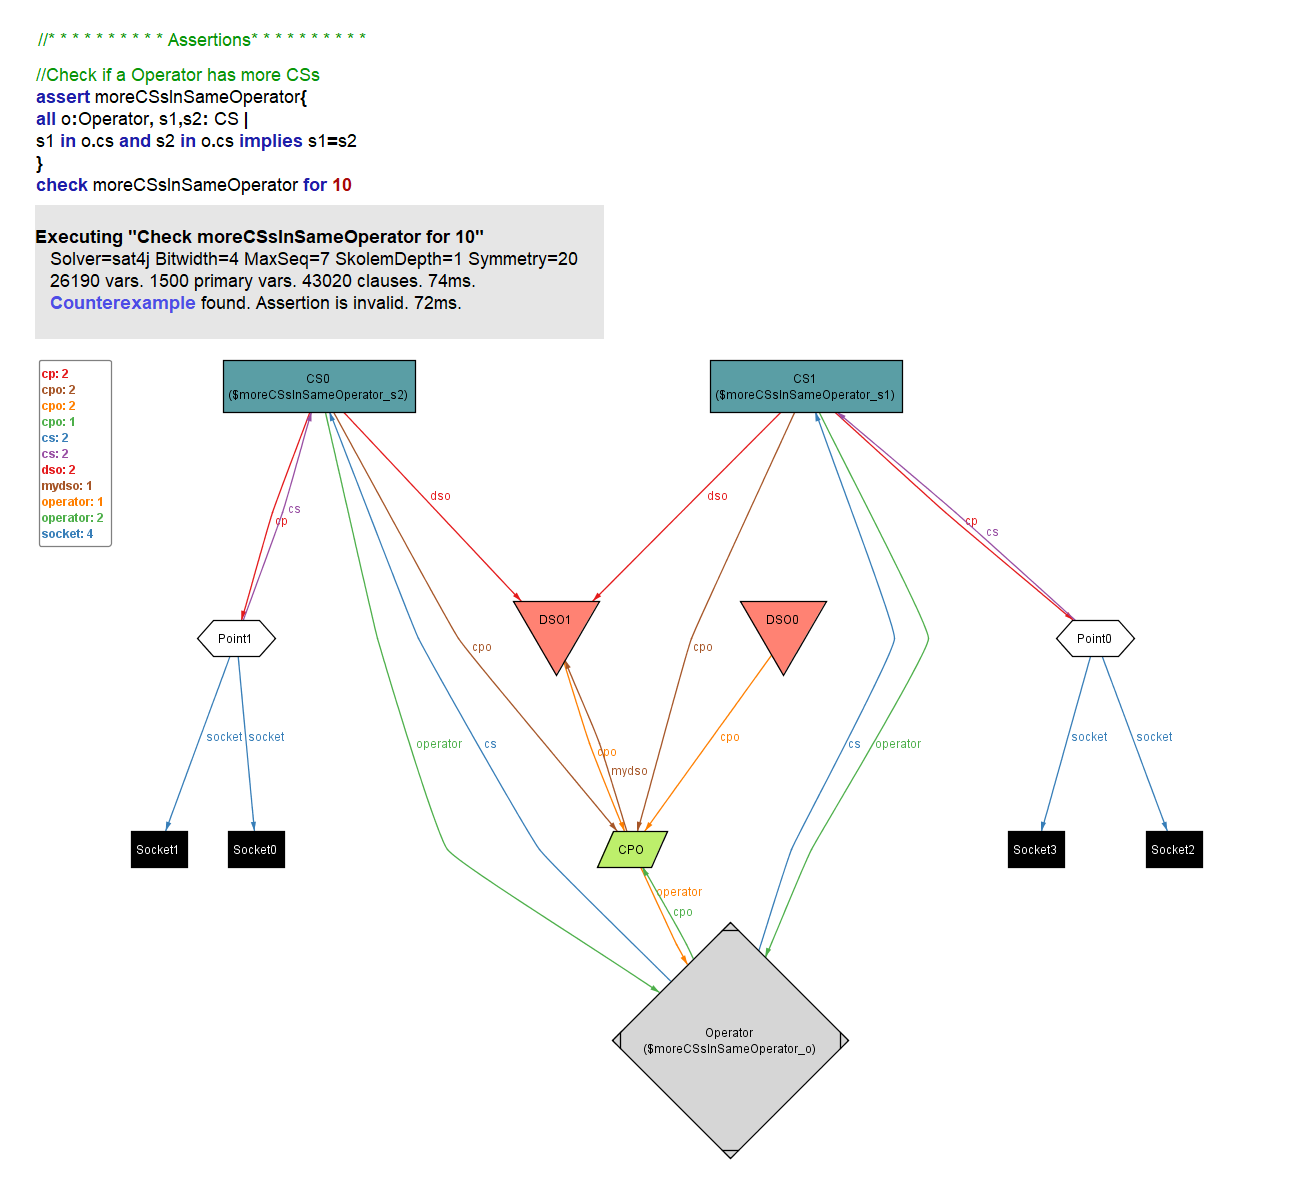 //* * * * * * * * * * Assertions* * * * * * * * * *
//Check if a Operator has more CSs
assert moreCSsInSameOperator{
all o:Operator, s1,s2: CS |
s1 in o.cs and s2 in o.cs implies s1=s2
}
check moreCSsInSameOperator for 10
Executing "Check moreCSsInSameOperator for 10"
Solver=sat4j Bitwidth=4 MaxSeq=7 SkolemDepth=1 Symmetry=20
26190 vars. 1500 primary vars. 43020 clauses. 74ms.
Counterexample found. Assertion is invalid. 72ms.
cp: 2
cpo: 2
cpo: 2
cpo: 1
cs: 2
cs: 2
dso: 2
mydso: 1
operator: 1
operator: 2
socket: 4
CS0
($moreCSsInSameOperator_s2)
CS1
($moreCSsInSameOperator_s1)
dso
dso
cs
cp
cp
cs
DSO1
DSO0
Point1
Point0
cpo
cpo
socket
socket
operator
cs
cpo
cpo
cs
operator
socket
socket
mydso
Socket1
Socket0
CPO
Socket3
Socket2
operator
cpo
Operator
($moreCSsInSameOperator_o)